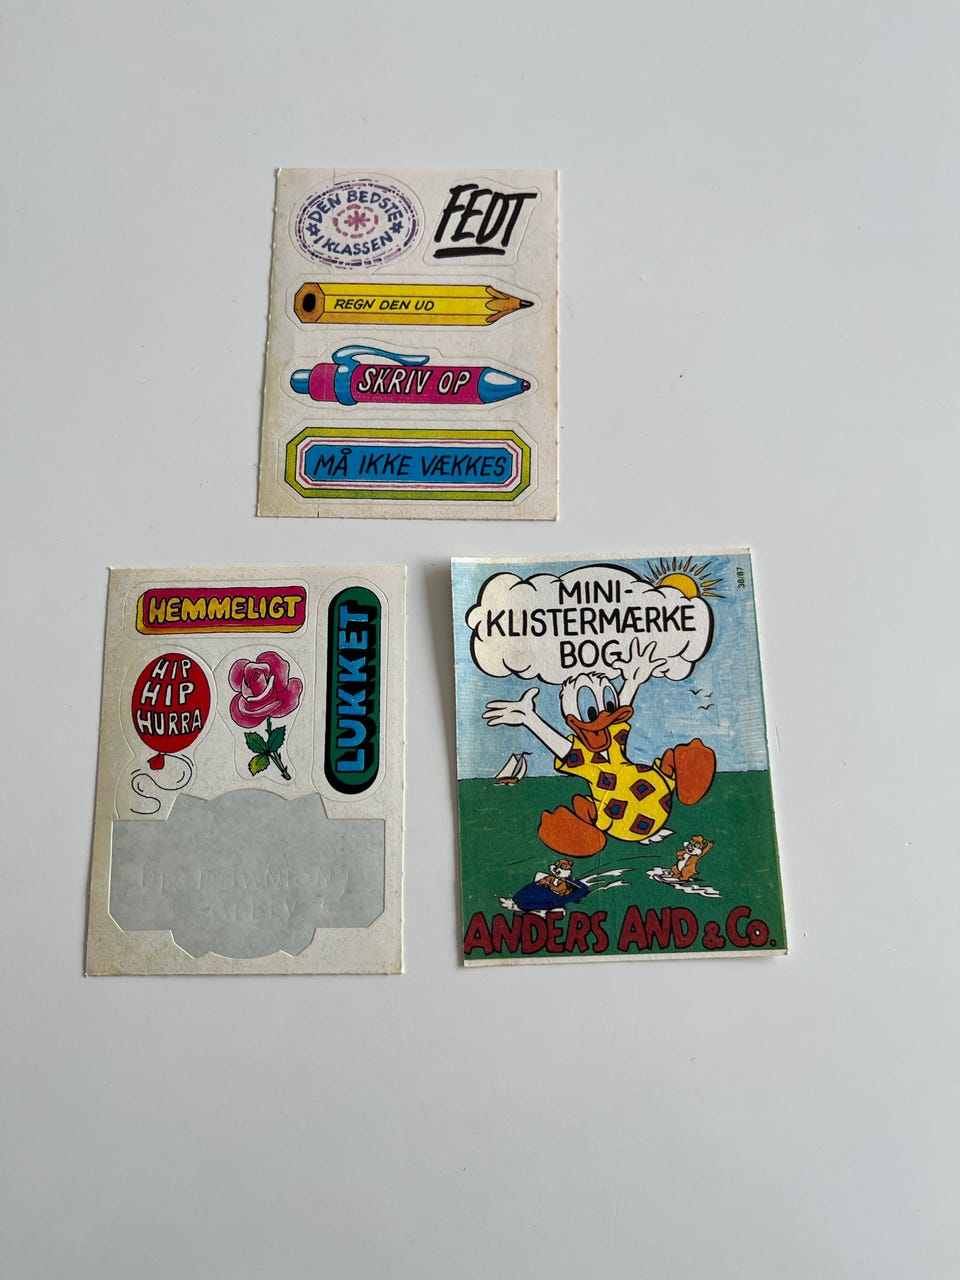 DEN BEDSTE
I KLASSEN
FEDT
REGN DEN UD
SKRIV OP
MÅ IKKE VÆKKES
HEMMELIGT
LUKKET
HIP
HIP
HURRA
MINI-
KLISTERMÆRKE
BOG
38/87
ANDERS AND & Co.